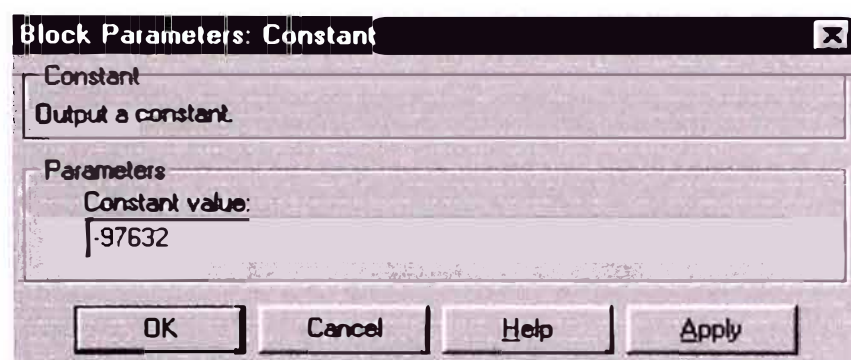 Block Parameters: Constant
Constant
Output a constant.
Parameters
Constant value:
-97632
OK Cancel Help Apply